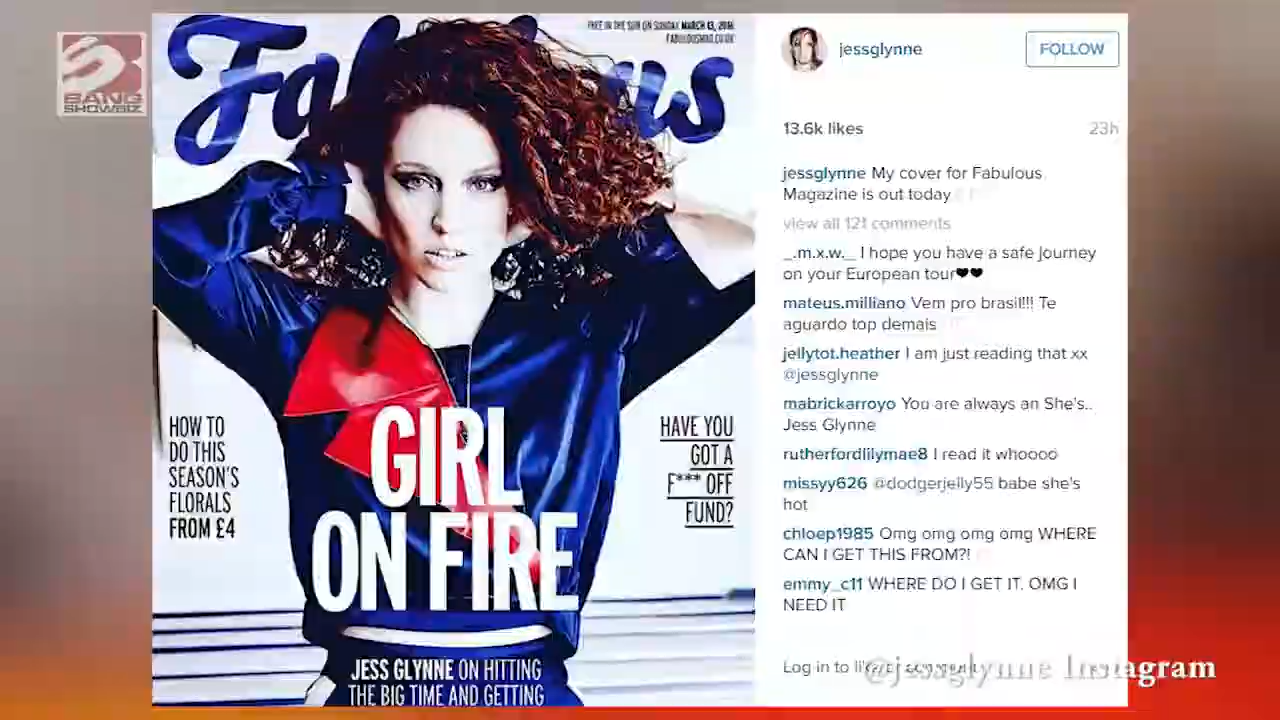 BANG
SHOWBIZ
Fabulous
FREE IN THE SUN ON SUNDAY MARCH 13, 2016
FABULOUSMAG.CO.UK
HOW TO
DO THIS
SEASON'S
FLORALS
FROM £4
HAVE YOU
GOT A
F*** OFF
FUND?
GIRL
ON FIRE
JESS GLYNNE ON HITTING
THE BIG TIME AND GETTING
jessglynne
FOLLOW
13.6k likes
23h
jessglynne My cover for Fabulous
Magazine is out today
view all 121 comments
_.m.x.w._ I hope you have a safe journey
on your European tour❤❤
mateus.milliano Vem pro brasil!!! Te
aguardo top demais
jellytot.heather I am just reading that xx
@jessglynne
mabrickarroyo You are always an She's..
Jess Glynne
rutherfordlilymae8 I read it whoooo
missyy626 @dodgerjelly55 babe she's
hot
chloep1985 Omg omg omg omg WHERE
CAN I GET THIS FROM?!
emmy_c11 WHERE DO I GET IT. OMG I
NEED IT
Log in to like or comment
@jessglynne Instagram